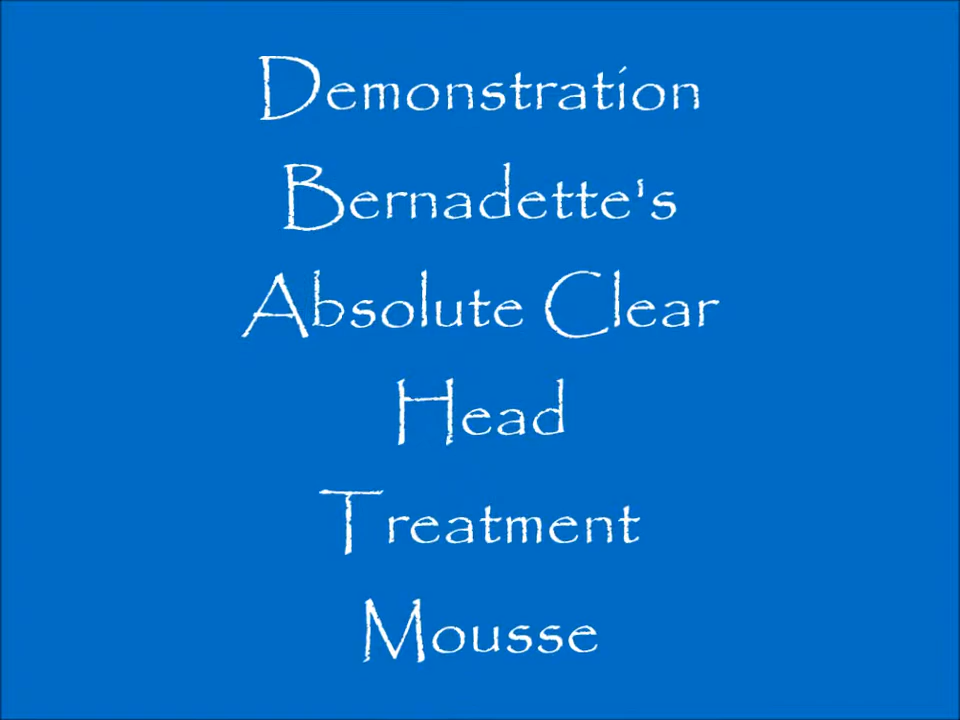 Demonstration
Bernadette's
Absolute Clear
Head
Treatment
Mousse